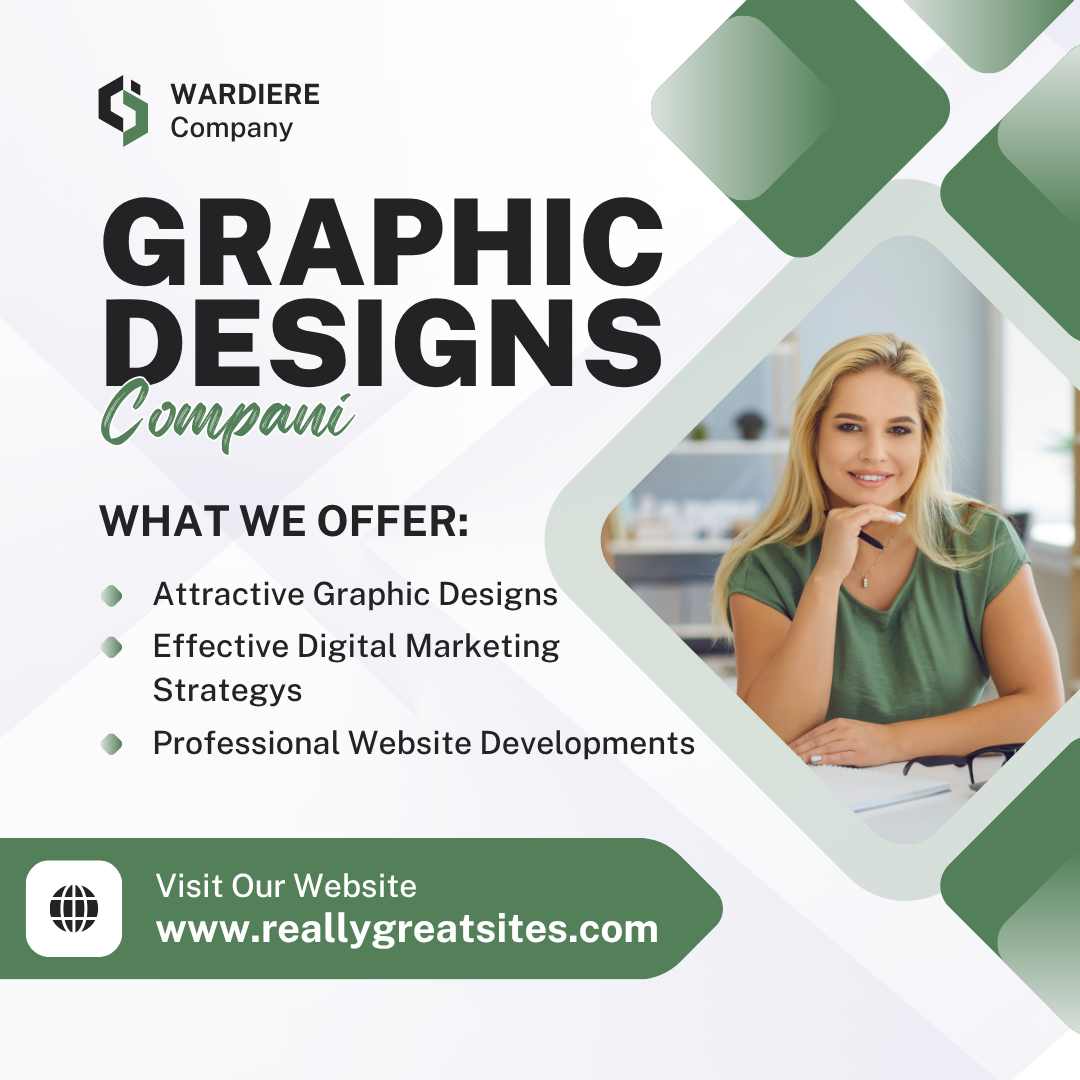 WARDIERE
Company
GRAPHIC
DESIGNS
Compani
WHAT WE OFFER:
Attractive Graphic Designs
Effective Digital Marketing
Strategys
Professional Website Developments
Visit Our Website
www.reallygreatsites.com